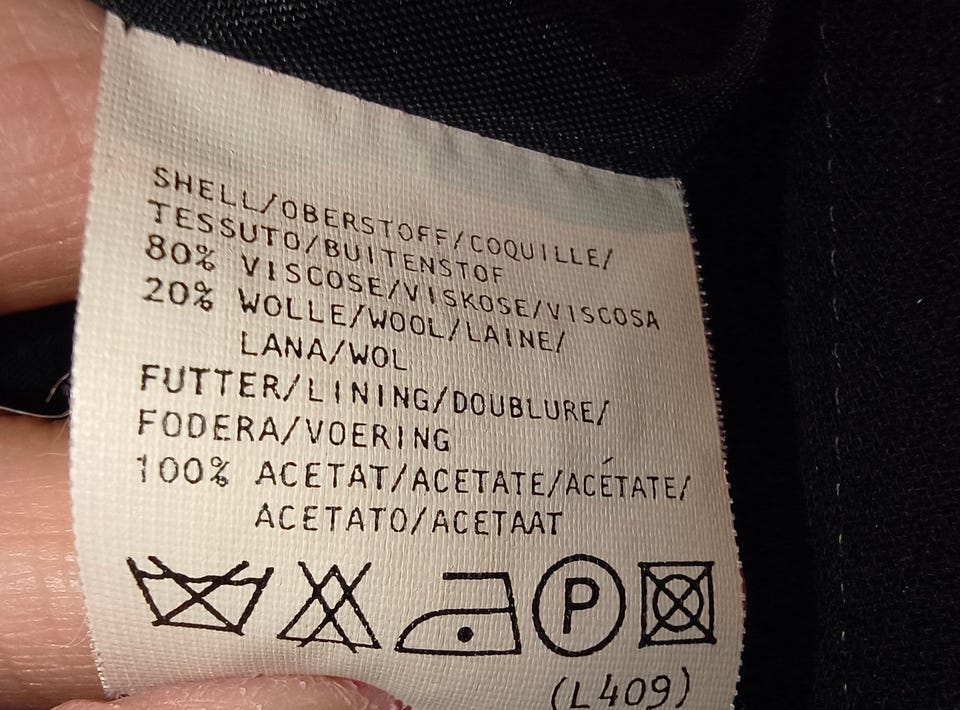 SHELL/OBERSTOFF/COQUILLE/
TESSUTO/BUITENSTOF
80% VISCOSE/VISKOSE/VISCOSA
20% WOLLE/WOOL/LAINE/
LANA/WOL
FUTTER/LINING/DOUBLURE/
FODERA/VOERING
100% ACETAT/ACETATE/ACÉTATE/
ACETATO/ACETAAT
P
(L409)